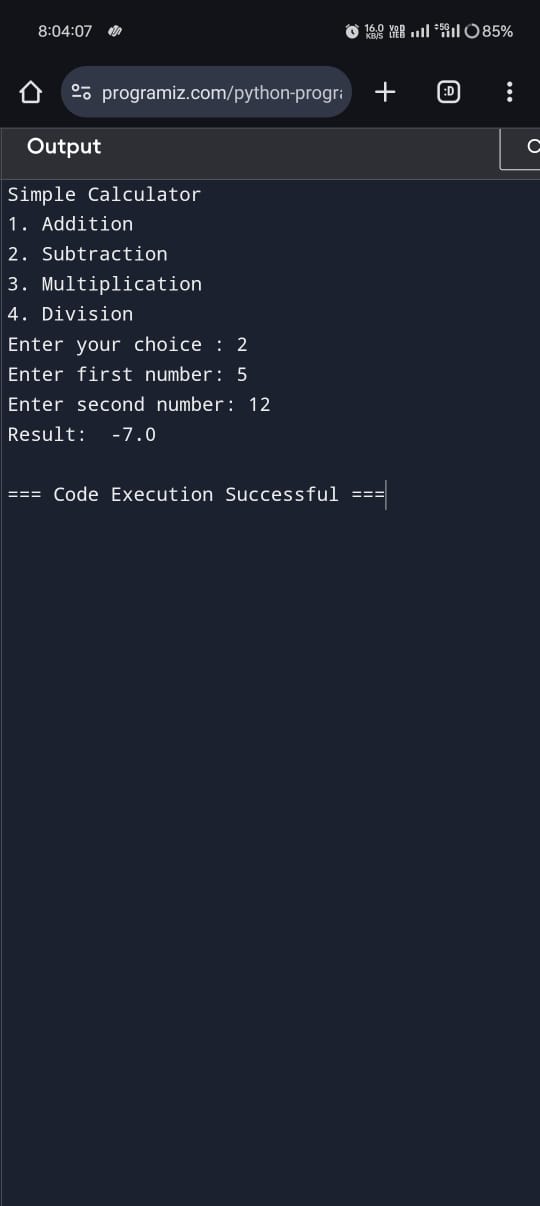 8:04:07 16.0 KB/S 5G 85%
programiz.com/python-progra :D
Output
Simple Calculator
1. Addition
2. Subtraction
3. Multiplication
4. Division
Enter your choice : 2
Enter first number: 5
Enter second number: 12
Result:  -7.0
=== Code Execution Successful ===